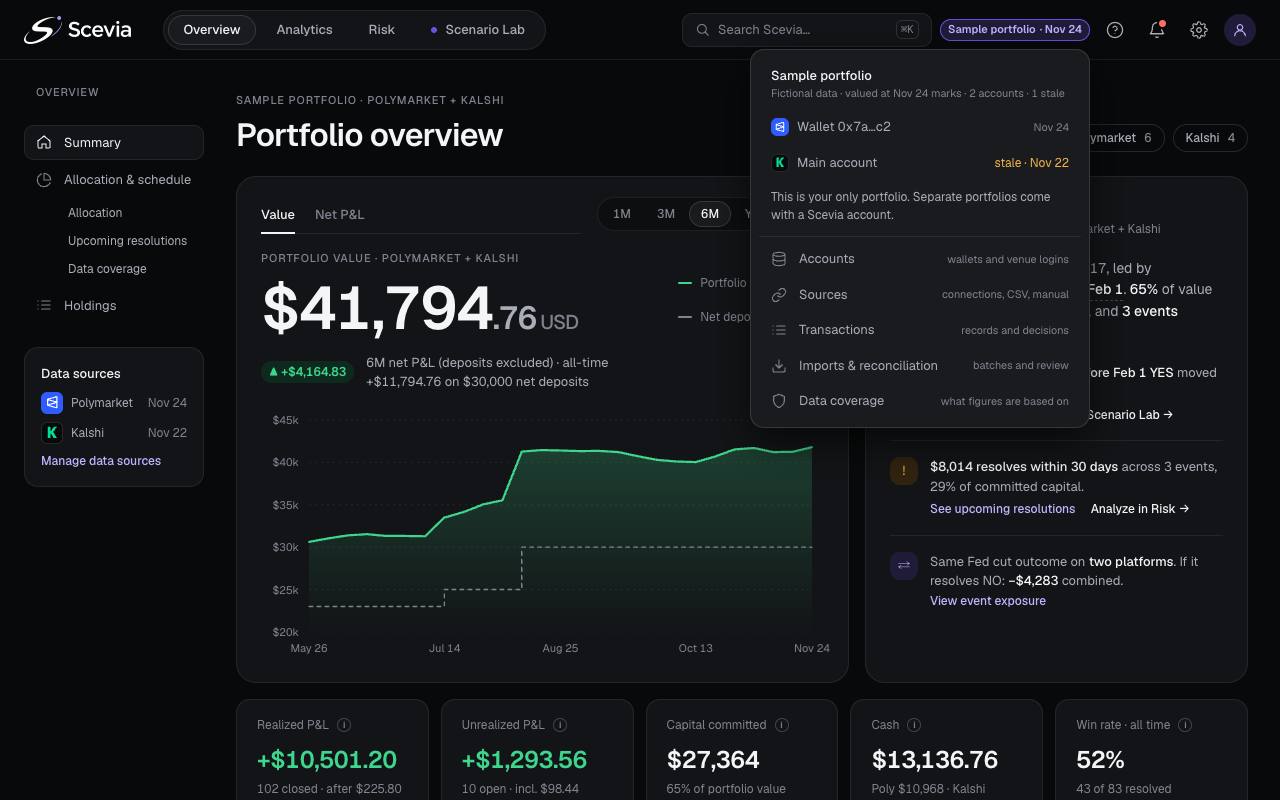 Scevia
Overview
Analytics
Risk
Scenario Lab
Search Scevia…
⌘K
Sample portfolio · Nov 24
OVERVIEW
Summary
Allocation & schedule
Allocation
Upcoming resolutions
Data coverage
Holdings
Data sources
Polymarket Nov 24
Kalshi Nov 22
Manage data sources
SAMPLE PORTFOLIO · POLYMARKET + KALSHI
Portfolio overview
ymarket 6
Kalshi 4
Sample portfolio
Fictional data · valued at Nov 24 marks · 2 accounts · 1 stale
Wallet 0x7a…c2 Nov 24
Main account stale · Nov 22
This is your only portfolio. Separate portfolios come
with a Scevia account.
Accounts wallets and venue logins
Sources connections, CSV, manual
Transactions records and decisions
Imports & reconciliation batches and review
Data coverage what figures are based on
Value
Net P&L
1M 3M 6M Y
PORTFOLIO VALUE · POLYMARKET + KALSHI
$41,794.76 USD
Portfolio
Net depo
▲ +$4,164.83
6M net P&L (deposits excluded) · all-time
+$11,794.76 on $30,000 net deposits
$45k
$40k
$35k
$30k
$25k
$20k
May 26 Jul 14 Aug 25 Oct 13 Nov 24
arket + Kalshi
17, led by
Feb 1. 65% of value
and 3 events
ore Feb 1 YES moved
Scenario Lab →
!
$8,014 resolves within 30 days across 3 events,
29% of committed capital.
See upcoming resolutions Analyze in Risk →
Same Fed cut outcome on two platforms. If it
resolves NO: −$4,283 combined.
View event exposure
Realized P&L i
+$10,501.20
102 closed · after $225.80
Unrealized P&L i
+$1,293.56
10 open · incl. $98.44
Capital committed i
$27,364
65% of portfolio value
Cash i
$13,136.76
Poly $10,968 · Kalshi
Win rate · all time i
52%
43 of 83 resolved